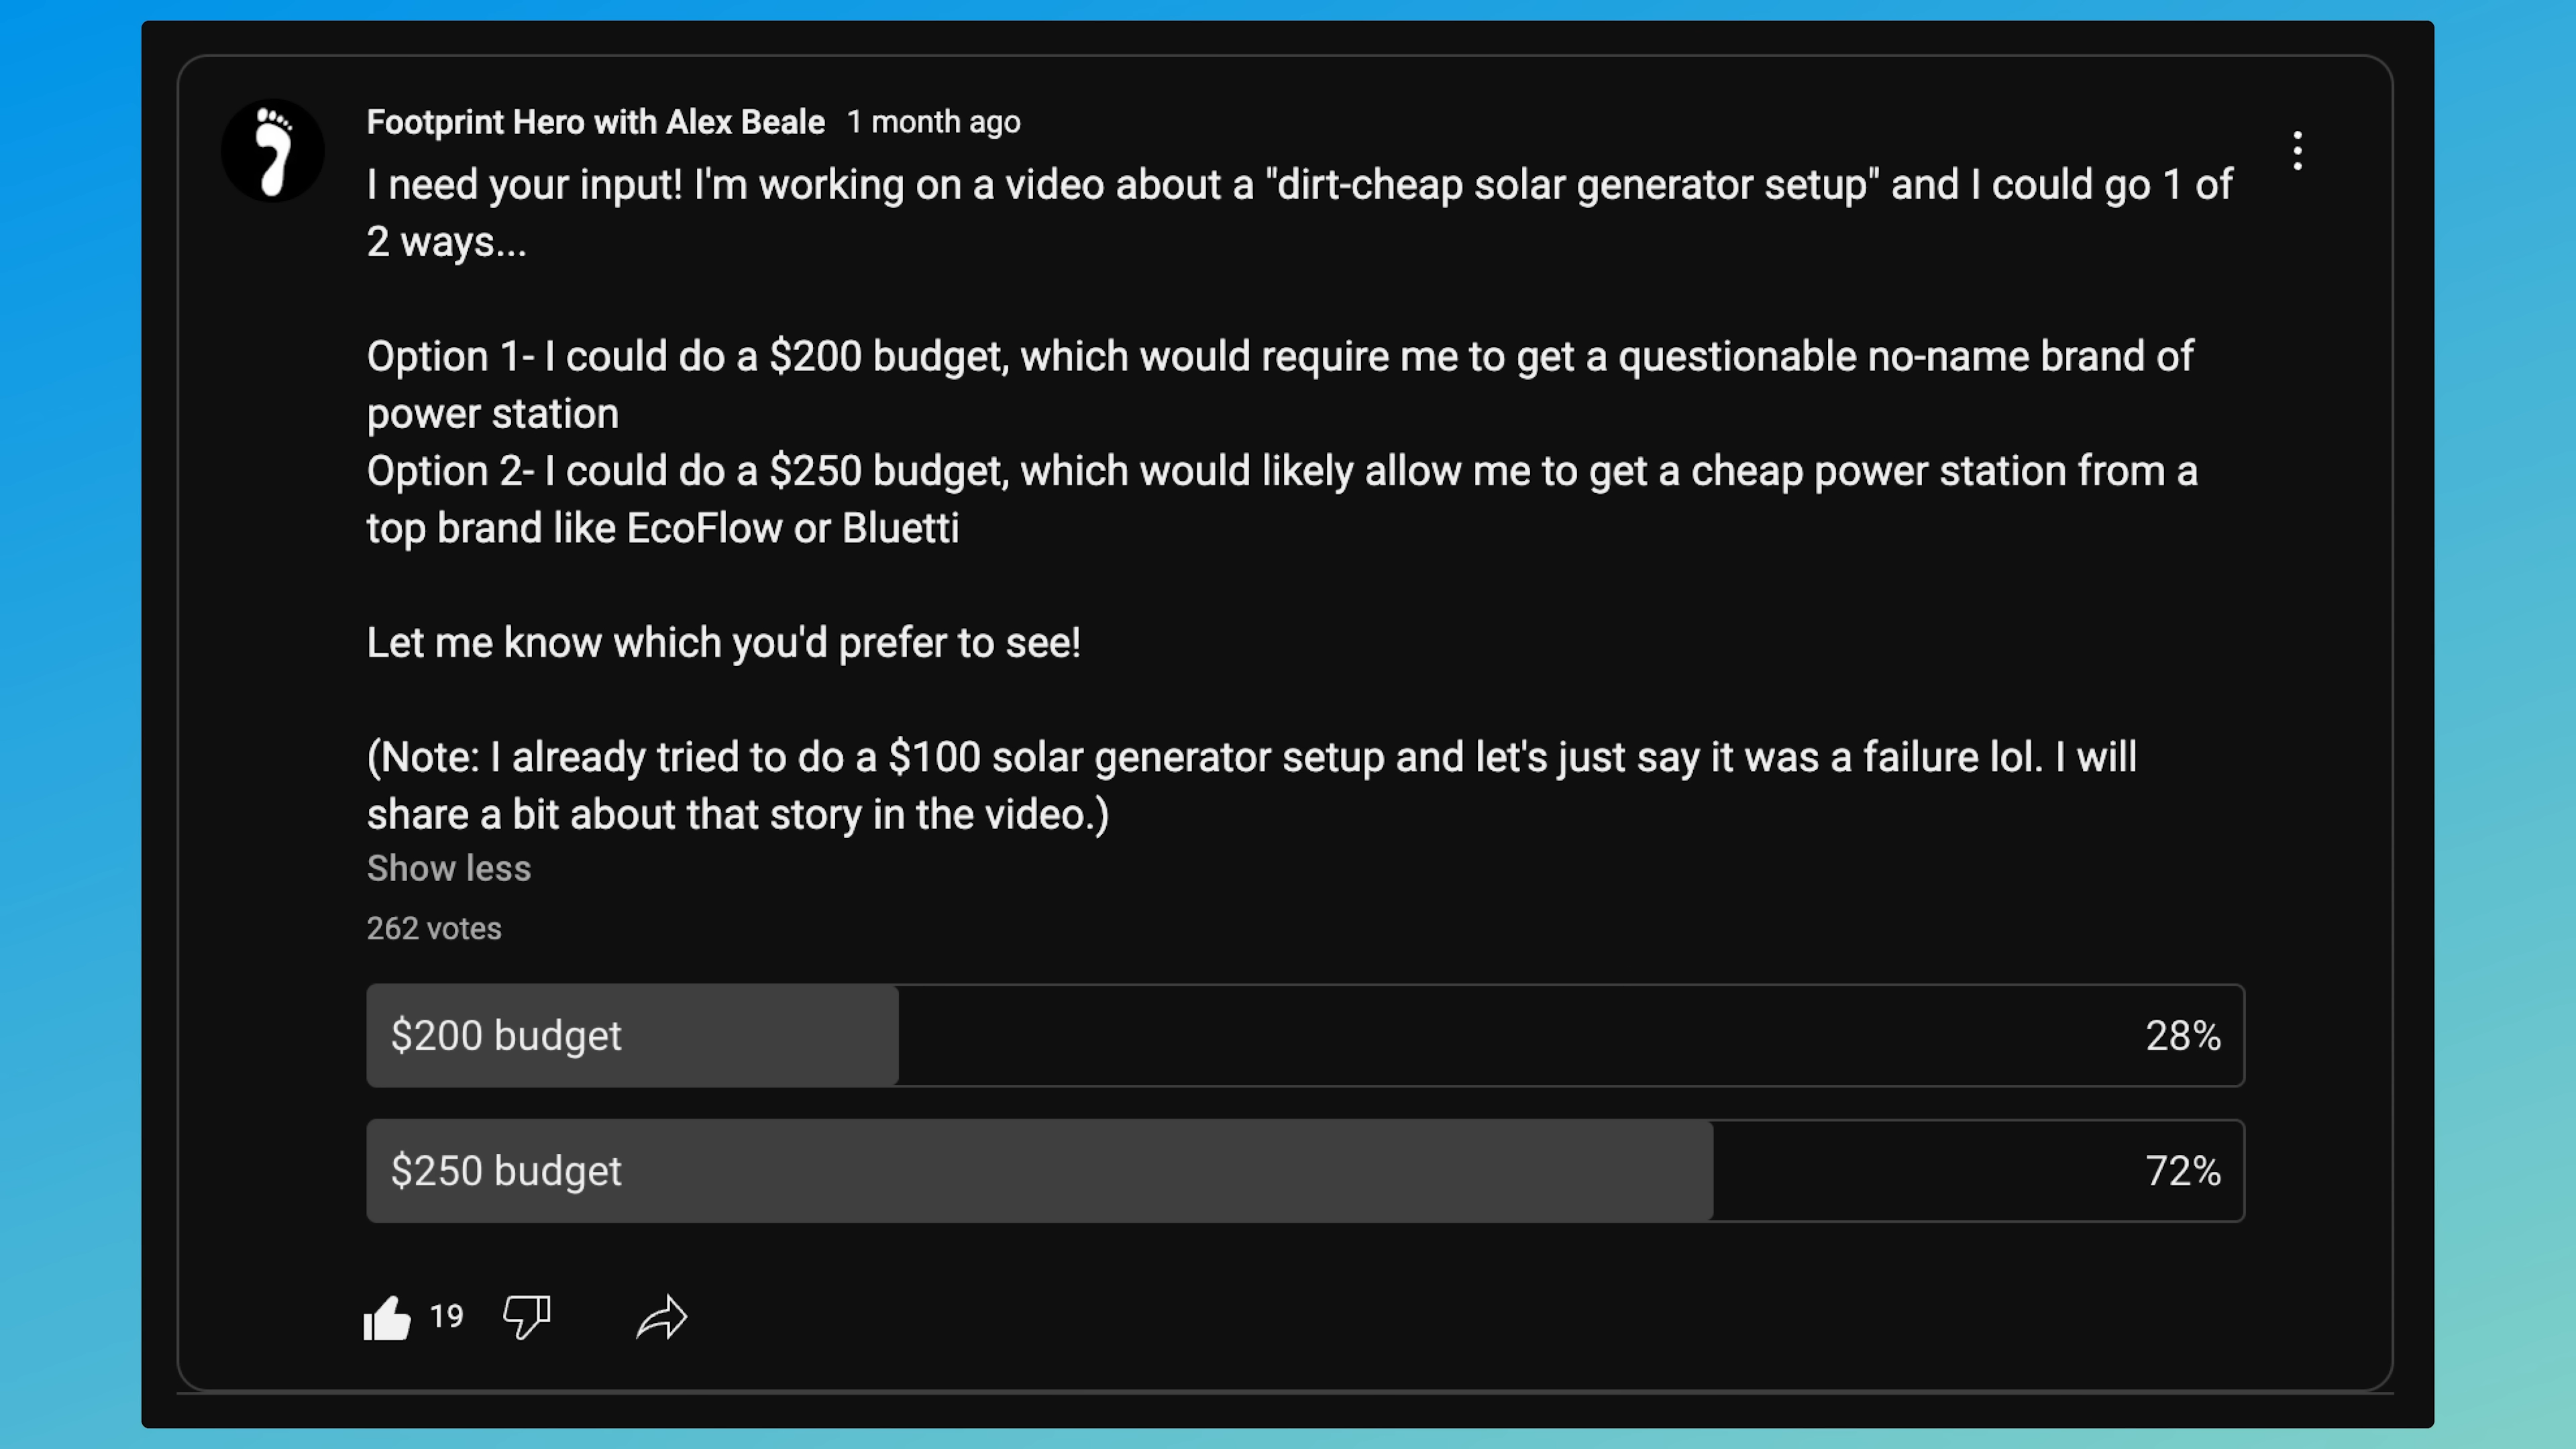 Footprint Hero with Alex Beale 1 month ago
I need your input! I'm working on a video about a "dirt-cheap solar generator setup" and I could go 1 of
2 ways...
Option 1- I could do a $200 budget, which would require me to get a questionable no-name brand of
power station
Option 2- I could do a $250 budget, which would likely allow me to get a cheap power station from a
top brand like EcoFlow or Bluetti
Let me know which you'd prefer to see!
(Note: I already tried to do a $100 solar generator setup and let's just say it was a failure lol. I will
share a bit about that story in the video.)
Show less
262 votes
$200 budget 28%
$250 budget 72%
19